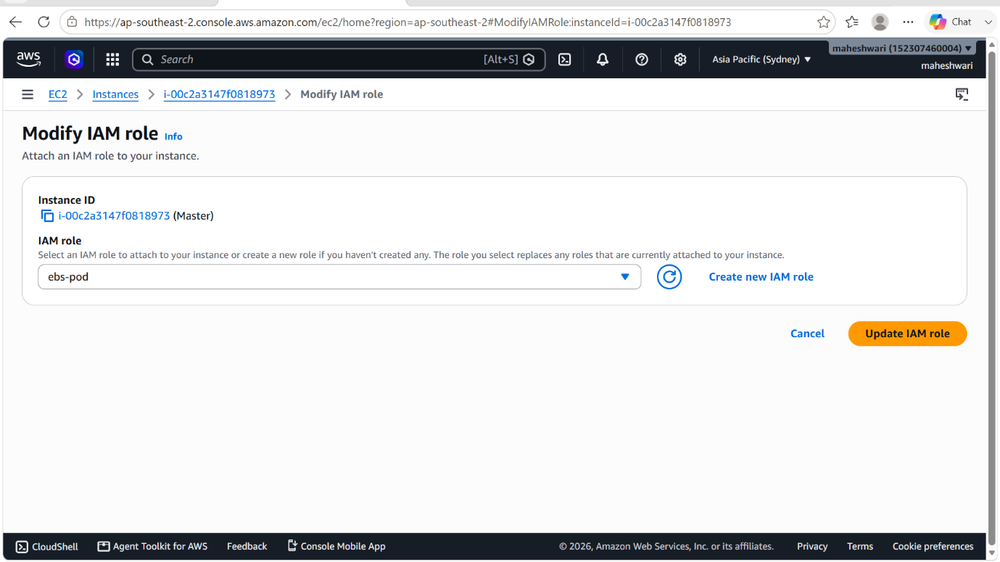 https://ap-southeast-2.console.aws.amazon.com/ec2/home?region=ap-southeast-2#ModifyIAMRole:instanceId=i-00c2a3147f0818973
Chat
aws
Search
[Alt+S]
Asia Pacific (Sydney)
maheshwari (152307460004)
maheshwari
EC2
Instances
i-00c2a3147f0818973
Modify IAM role
Modify IAM role Info
Attach an IAM role to your instance.
Instance ID
i-00c2a3147f0818973 (Master)
IAM role
Select an IAM role to attach to your instance or create a new role if you haven't created any. The role you select replaces any roles that are currently attached to your instance.
ebs-pod
Create new IAM role
Cancel
Update IAM role
CloudShell
Agent Toolkit for AWS
Feedback
Console Mobile App
© 2026, Amazon Web Services, Inc. or its affiliates.
Privacy
Terms
Cookie preferences